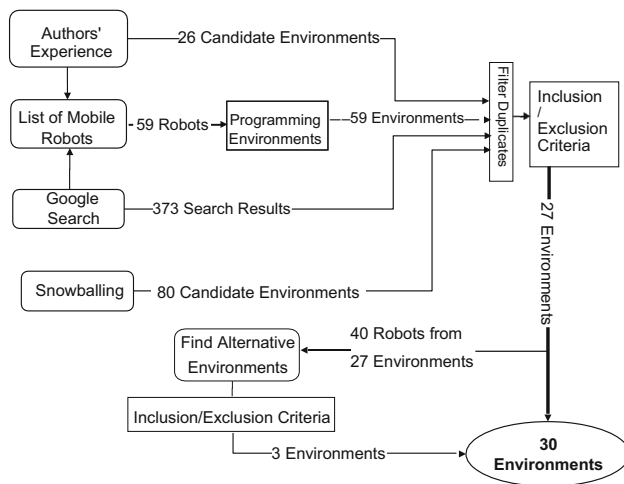 Authors'
Experience
26 Candidate Environments
List of Mobile
Robots
59 Robots
Programming
Environments
59 Environments
Filter Duplicates
Inclusion
/
Exclusion
Criteria
Google
Search
373 Search Results
27 Environments
Snowballing
80 Candidate Environments
Find Alternative
Environments
40 Robots from
27 Environments
Inclusion/Exclusion Criteria
3 Environments
30
Environments